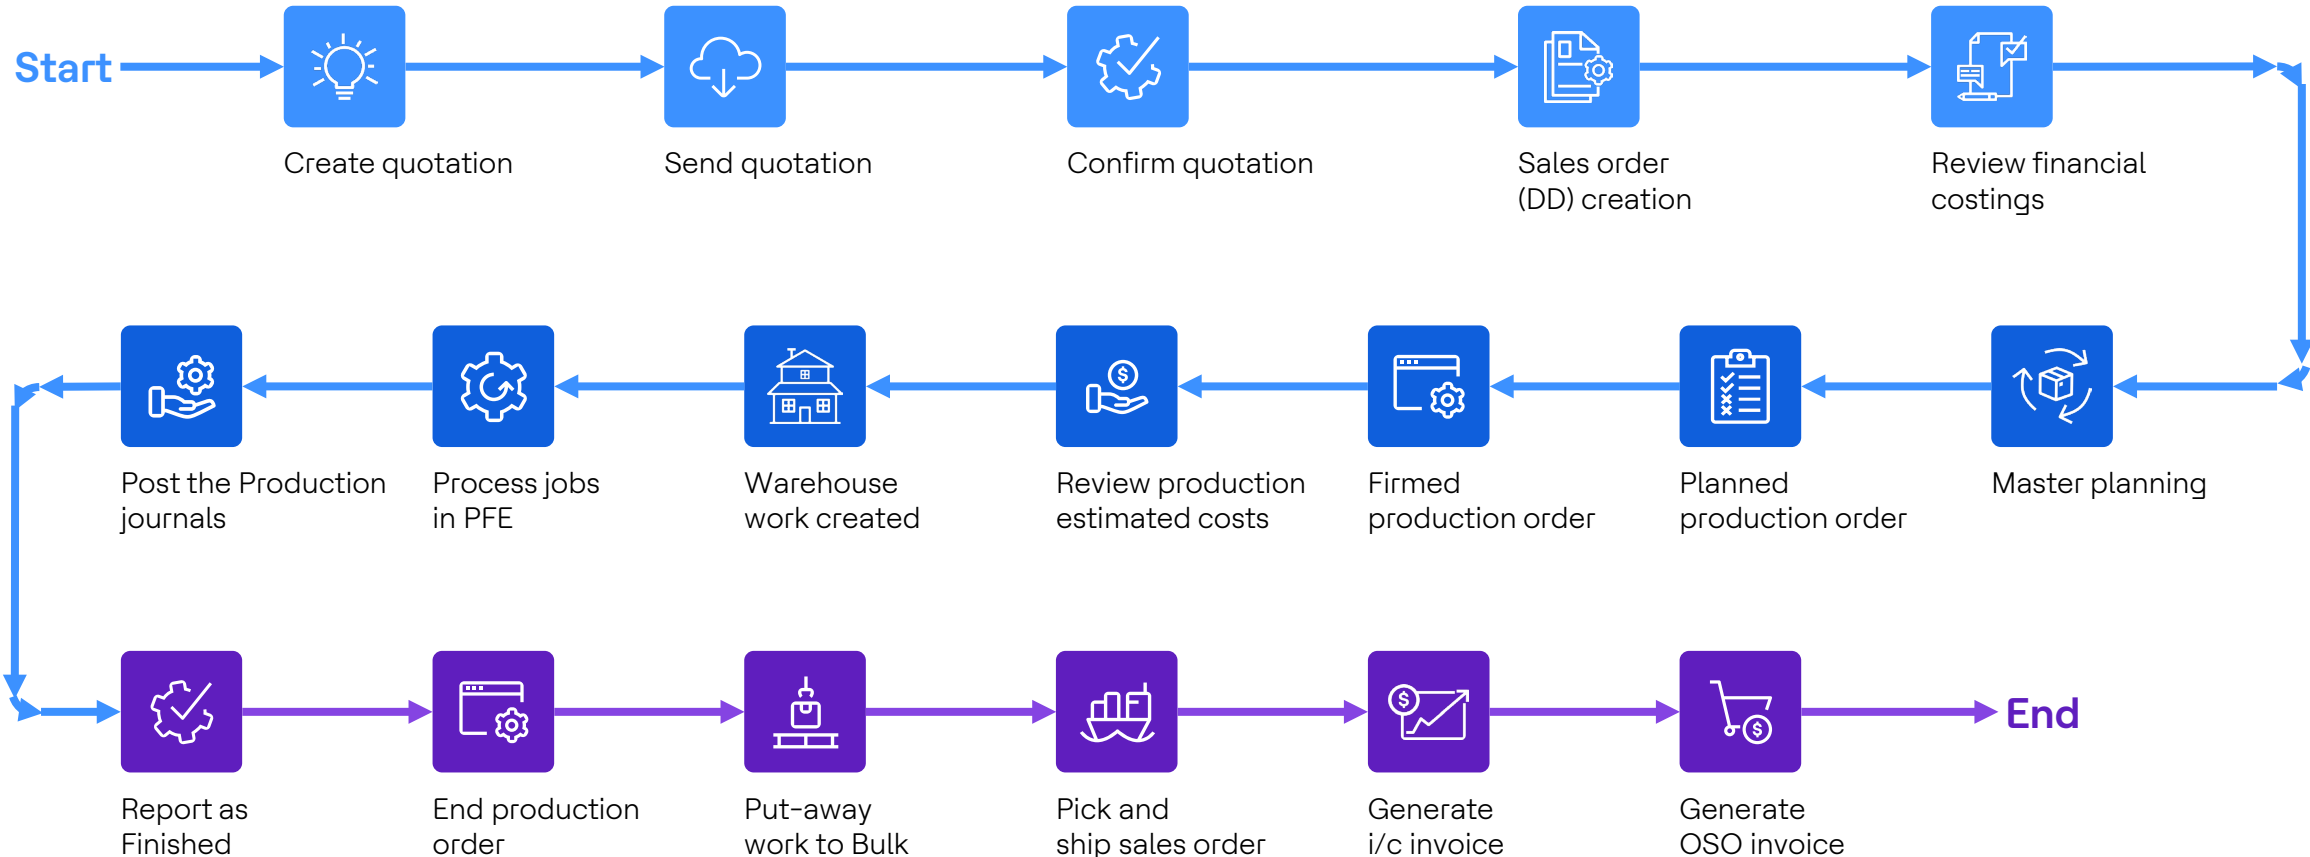 Start
Create quotation
Send quotation
Confirm quotation
Sales order
(DD) creation
Review financial
costings
Post the Production
journals
Process jobs
in PFE
Warehouse
work created
Review production
estimated costs
Firmed
production order
Planned
production order
Master planning
End
Report as
Finished
End production
order
Put-away
work to Bulk
Pick and
ship sales order
Generate
i/c invoice
Generate
OSO invoice